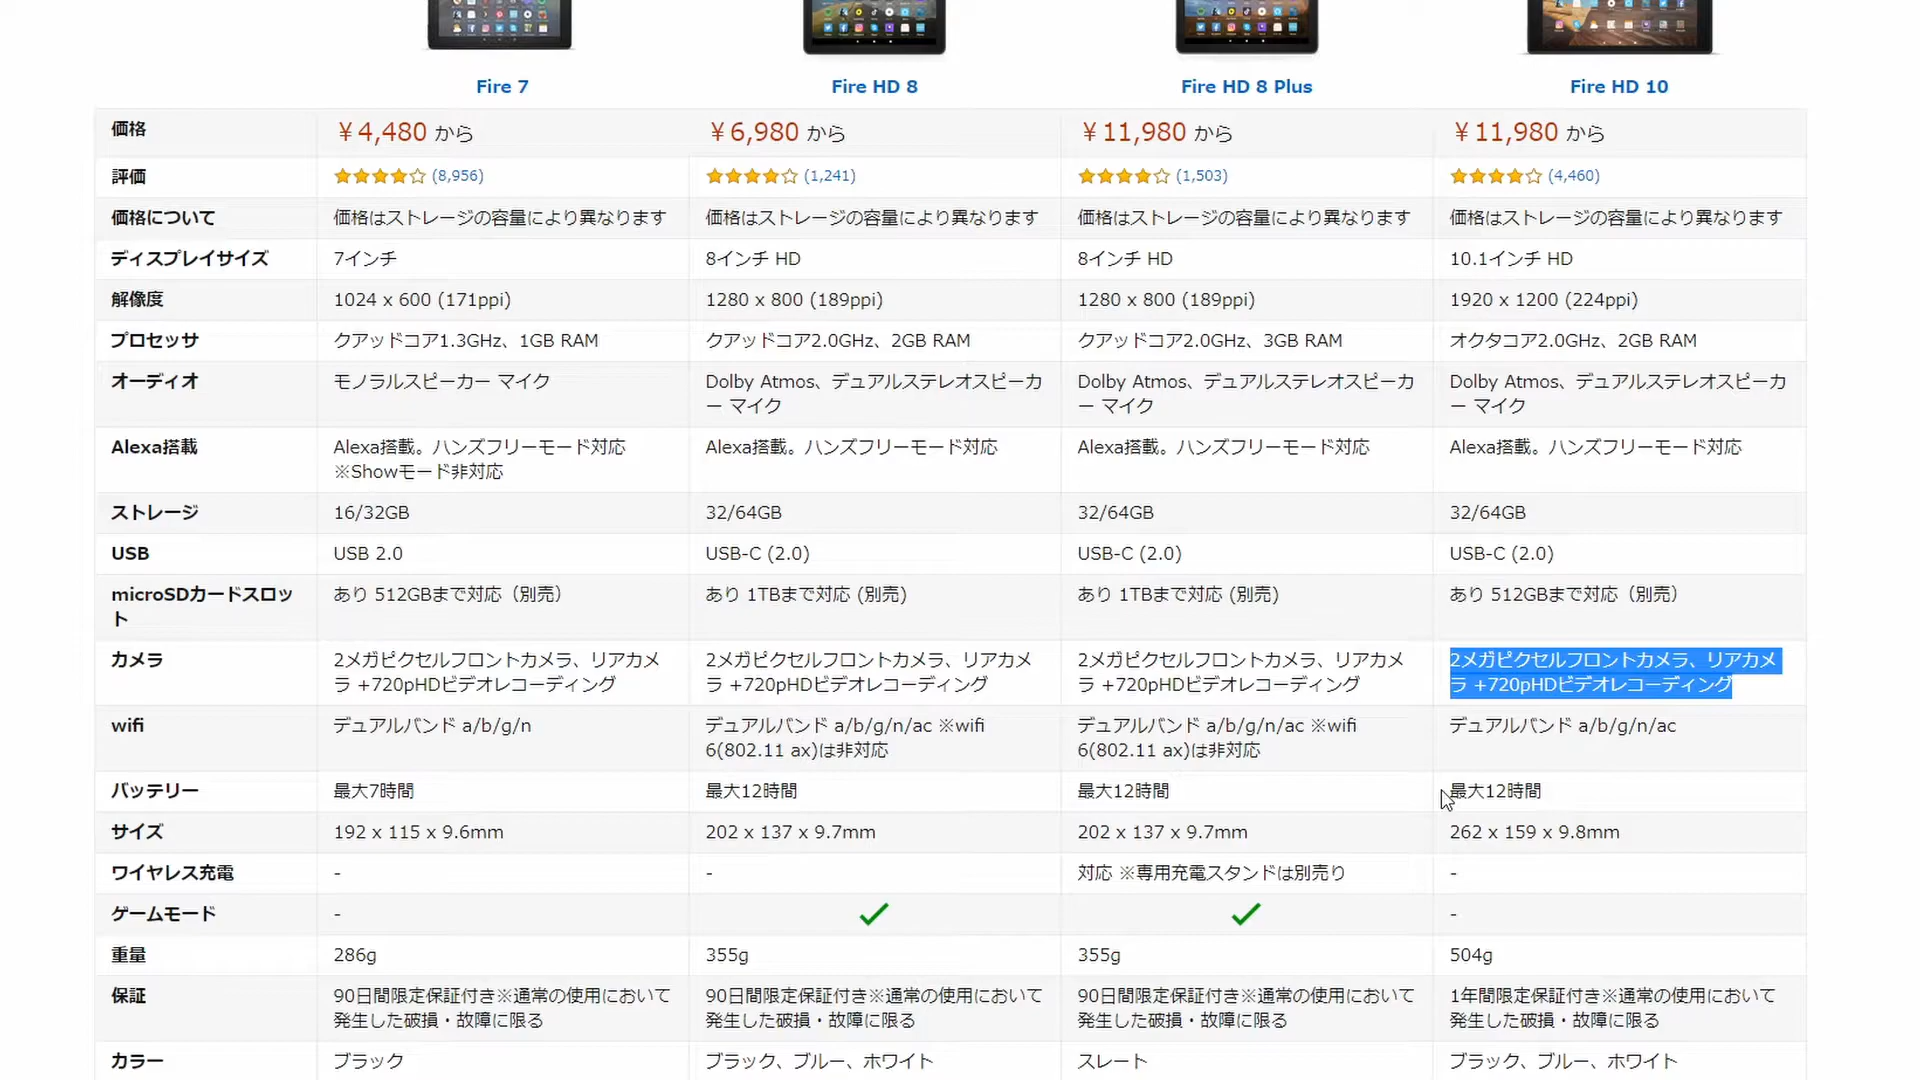 Fire 7
Fire HD 8
Fire HD 8 Plus
Fire HD 10
価格
￥4,480 から
￥6,980 から
￥11,980 から
￥11,980 から
評価
(8,956)
(1,241)
(1,503)
(4,460)
価格について
価格はストレージの容量により異なります
価格はストレージの容量により異なります
価格はストレージの容量により異なります
価格はストレージの容量により異なります
ディスプレイサイズ
7インチ
8インチ HD
8インチ HD
10.1インチ HD
解像度
1024 x 600 (171ppi)
1280 x 800 (189ppi)
1280 x 800 (189ppi)
1920 x 1200 (224ppi)
プロセッサ
クアッドコア1.3GHz、1GB RAM
クアッドコア2.0GHz、2GB RAM
クアッドコア2.0GHz、3GB RAM
オクタコア2.0GHz、2GB RAM
オーディオ
モノラルスピーカー マイク
Dolby Atmos、デュアルステレオスピーカ
ー マイク
Dolby Atmos、デュアルステレオスピーカ
ー マイク
Dolby Atmos、デュアルステレオスピーカ
ー マイク
Alexa搭載
Alexa搭載。ハンズフリーモード対応
※Showモード非対応
Alexa搭載。ハンズフリーモード対応
Alexa搭載。ハンズフリーモード対応
Alexa搭載。ハンズフリーモード対応
ストレージ
16/32GB
32/64GB
32/64GB
32/64GB
USB
USB 2.0
USB-C (2.0)
USB-C (2.0)
USB-C (2.0)
microSDカードスロッ
ト
あり 512GBまで対応（別売）
あり 1TBまで対応 (別売)
あり 1TBまで対応 (別売)
あり 512GBまで対応（別売）
カメラ
2メガピクセルフロントカメラ、リアカメ
ラ +720pHDビデオレコーディング
2メガピクセルフロントカメラ、リアカメ
ラ +720pHDビデオレコーディング
2メガピクセルフロントカメラ、リアカメ
ラ +720pHDビデオレコーディング
2メガピクセルフロントカメラ、リアカメ
ラ +720pHDビデオレコーディング
wifi
デュアルバンド a/b/g/n
デュアルバンド a/b/g/n/ac ※wifi
6(802.11 ax)は非対応
デュアルバンド a/b/g/n/ac ※wifi
6(802.11 ax)は非対応
デュアルバンド a/b/g/n/ac
バッテリー
最大7時間
最大12時間
最大12時間
最大12時間
サイズ
192 x 115 x 9.6mm
202 x 137 x 9.7mm
202 x 137 x 9.7mm
262 x 159 x 9.8mm
ワイヤレス充電
-
-
対応 ※専用充電スタンドは別売り
-
ゲームモード
-
-
重量
286g
355g
355g
504g
保証
90日間限定保証付き※通常の使用において
発生した破損・故障に限る
90日間限定保証付き※通常の使用において
発生した破損・故障に限る
90日間限定保証付き※通常の使用において
発生した破損・故障に限る
1年間限定保証付き※通常の使用において
発生した破損・故障に限る
カラー
ブラック
ブラック、ブルー、ホワイト
スレート
ブラック、ブルー、ホワイト